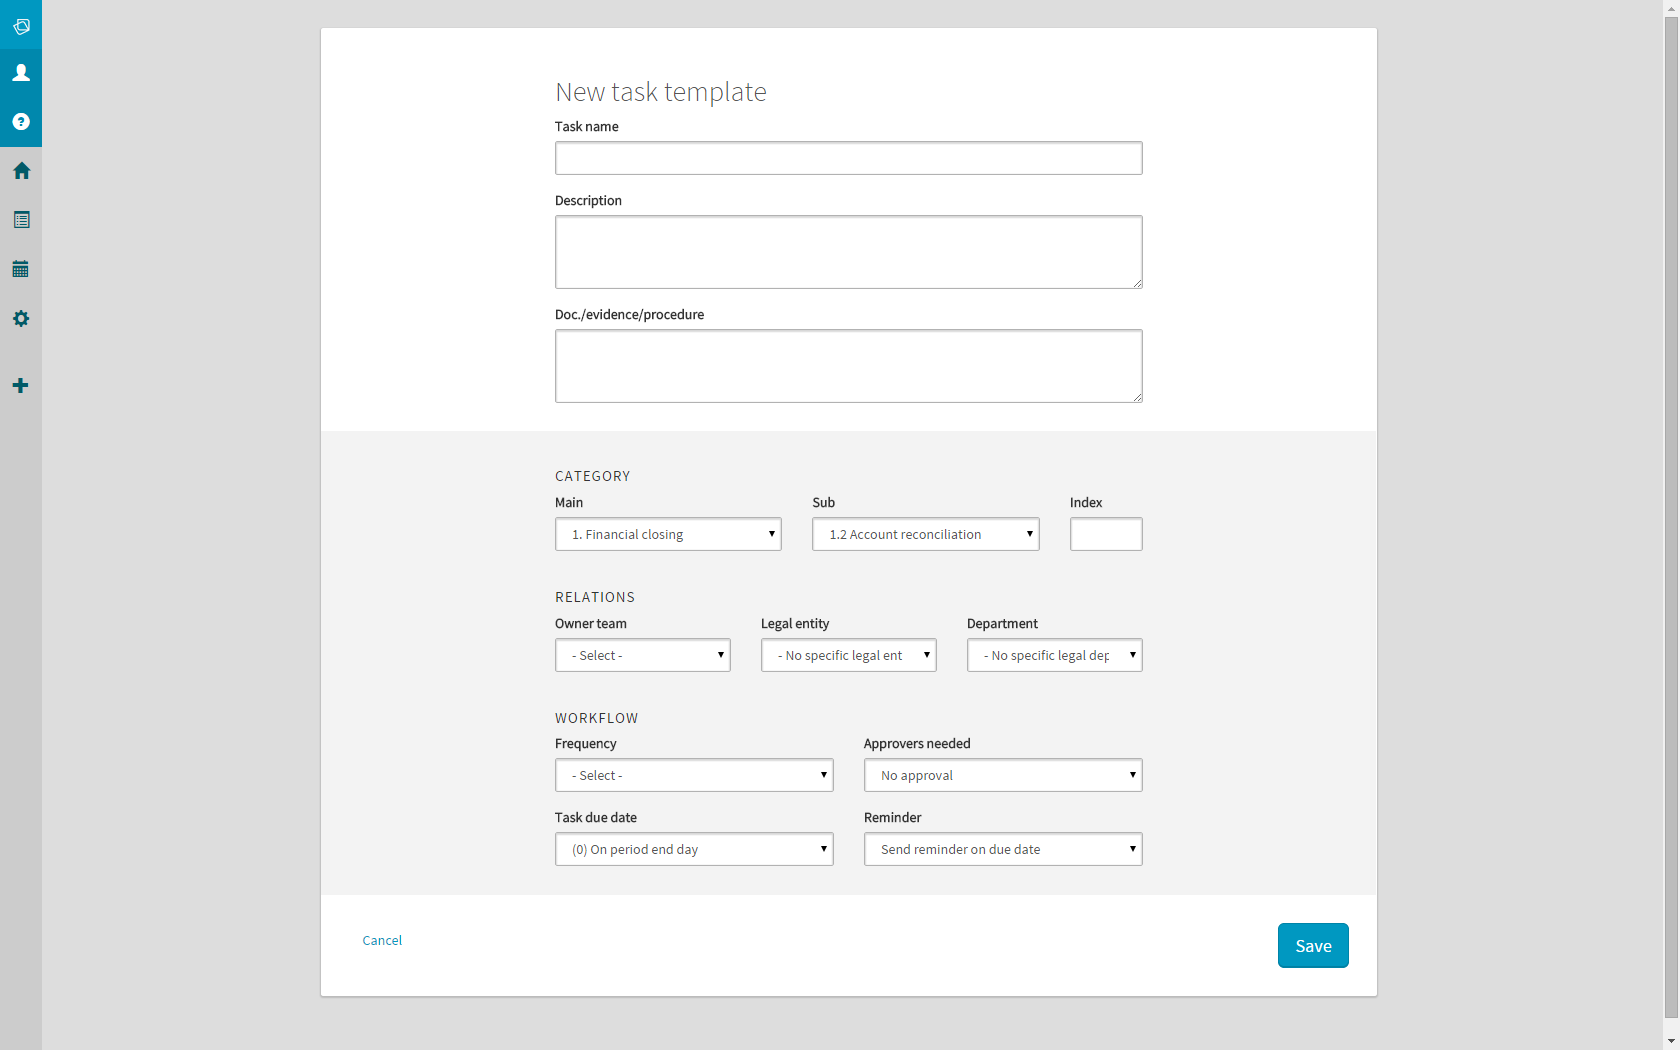 New task template
Task name
Description
Doc./evidence/procedure
CATEGORY
Main Sub Index
1. Financial closing 1.2 Account reconciliation
RELATIONS
Owner team Legal entity Department
- Select - - No specific legal ent - No specific legal dep
WORKFLOW
Frequency Approvers needed
- Select - No approval
Task due date Reminder
(0) On period end day Send reminder on due date
Cancel Save